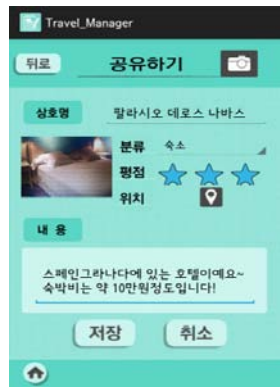 Travel_Manager
뒤로
공유하기
상호명
팔라시오 데로스 나바스
분류
숙소
평점
위치
내 용
스페인그라나다에 있는 호텔이예요~
숙박비는 약 10만원정도입니다!
저장
취소